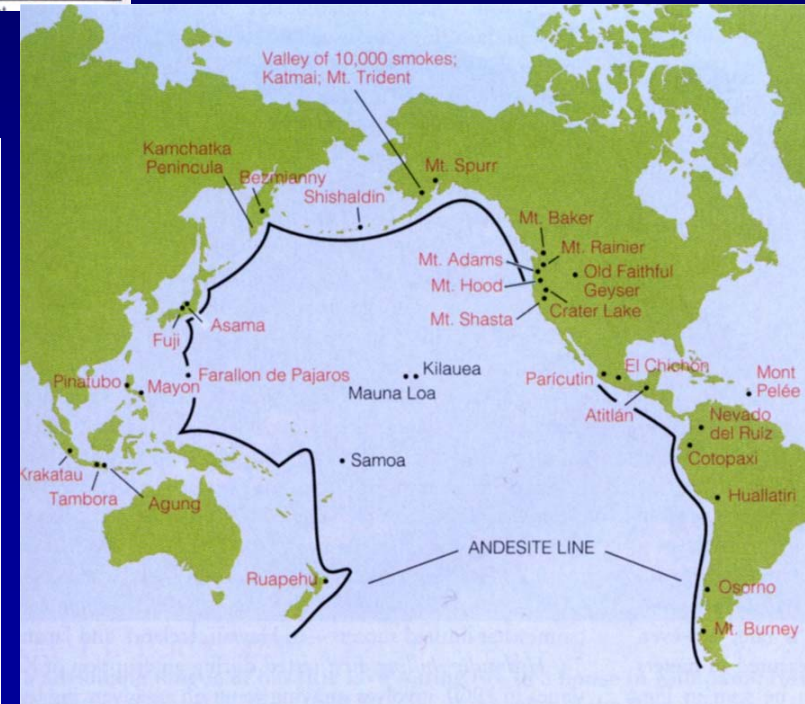 Valley of 10,000 smokes;
Katmai; Mt. Trident
Kamchatka
Penincula
Bezmianny
Shishaldin
Mt. Spurr
Mt. Baker
Mt. Rainier
Mt. Adams
Old Faithful
Geyser
Mt. Hood
Crater Lake
Mt. Shasta
Fuji
Asama
Pinafubo
Mayon
Farallon de Pajaros
Kilauea
Mauna Loa
Parícutin
El Chichón
Mont
Pelée
Atitlán
Nevado
del Ruiz
Cotopaxi
Krakatau
Tambora
Agung
Samoa
Huallatiri
ANDESITE LINE
Ruapehu
Osorno
Mt. Burney